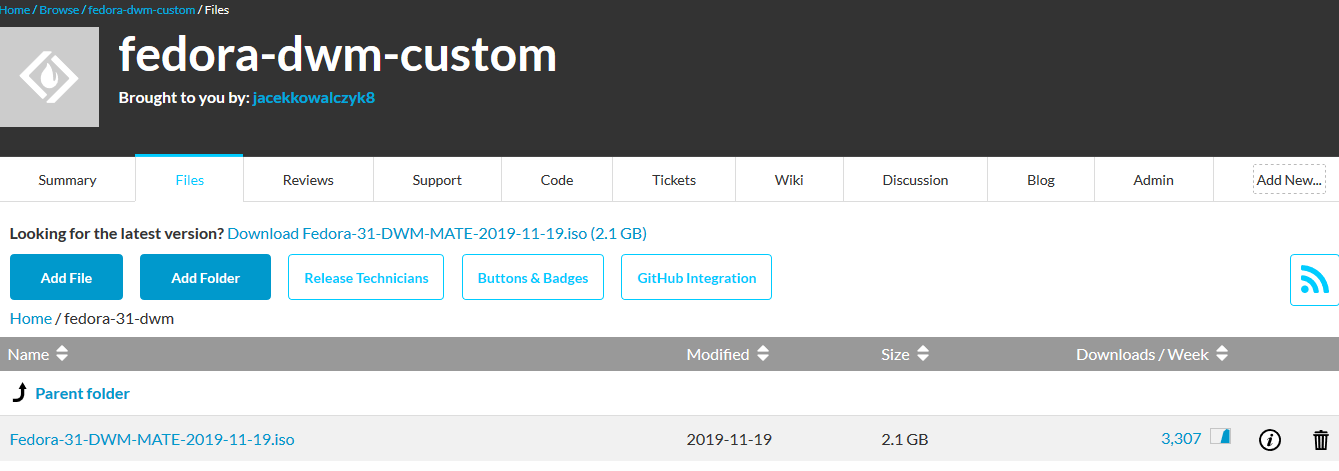 Home / Browse / fedora-dwm-custom / Files
fedora-dwm-custom
Brought to you by: jacekkowalczyk8
Summary Files Reviews Support Code Tickets Wiki Discussion Blog Admin Add New...
Looking for the latest version? Download Fedora-31-DWM-MATE-2019-11-19.iso (2.1 GB)
Add File Add Folder Release Technicians Buttons & Badges GitHub Integration
Home / fedora-31-dwm
Name Modified Size Downloads / Week
Parent folder
Fedora-31-DWM-MATE-2019-11-19.iso 2019-11-19 2.1 GB 3,307